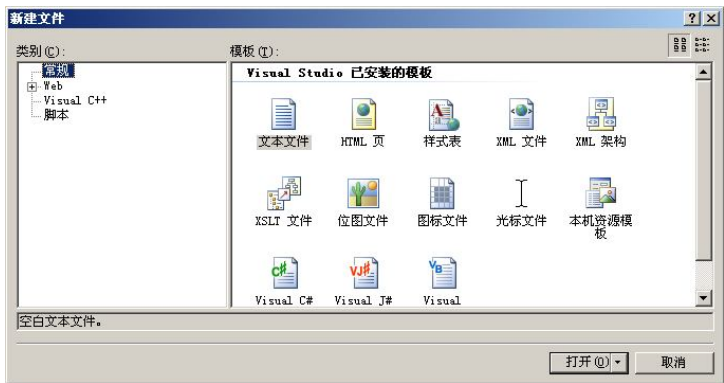 新建文件
类别(C):
模板(T):
常规
Web
Visual C++
脚本
Visual Studio 已安装的模板
文本文件
HTML 页
样式表
XML 文件
XML 架构
XSLT 文件
位图文件
图标文件
光标文件
本机资源模
板
Visual C#
Visual J#
Visual
空白文本文件。
打开(O)
取消